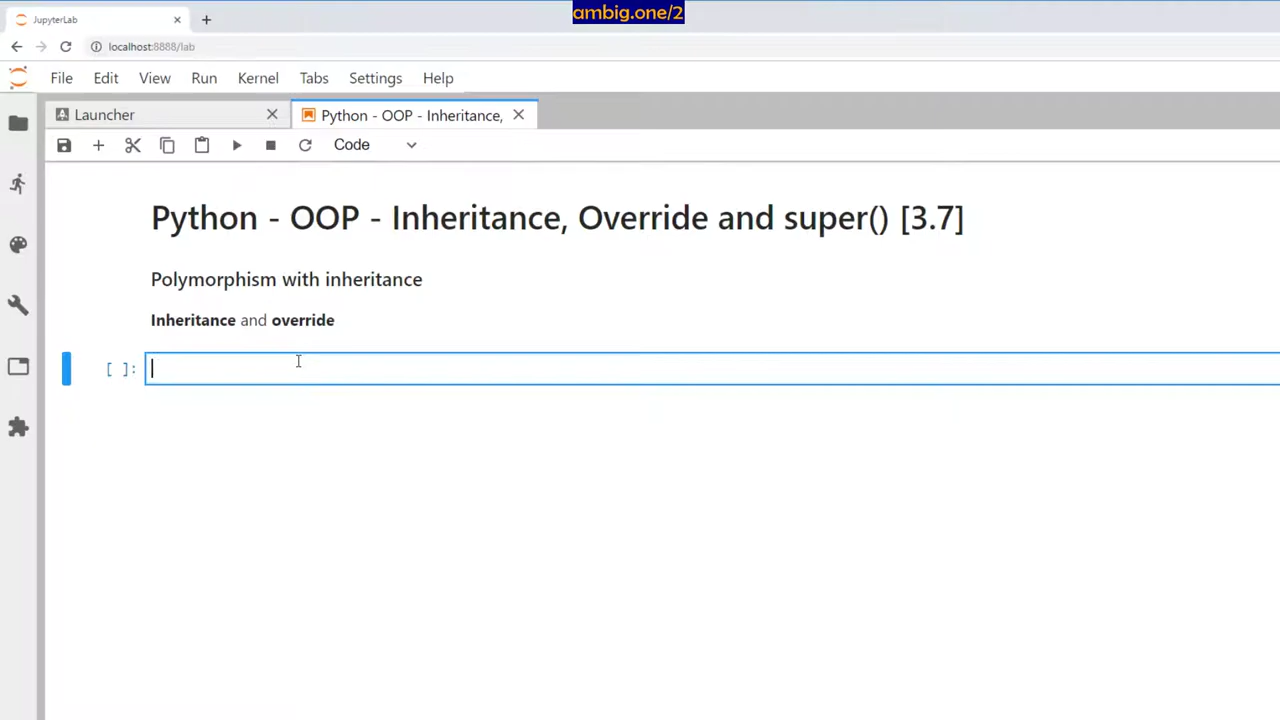 ambig.one/2
JupyterLab
localhost:8888/lab
File Edit View Run Kernel Tabs Settings Help
Launcher
Python - OOP - Inheritance,
Code
Python - OOP - Inheritance, Override and super() [3.7]
Polymorphism with inheritance
Inheritance and override
[ ]: